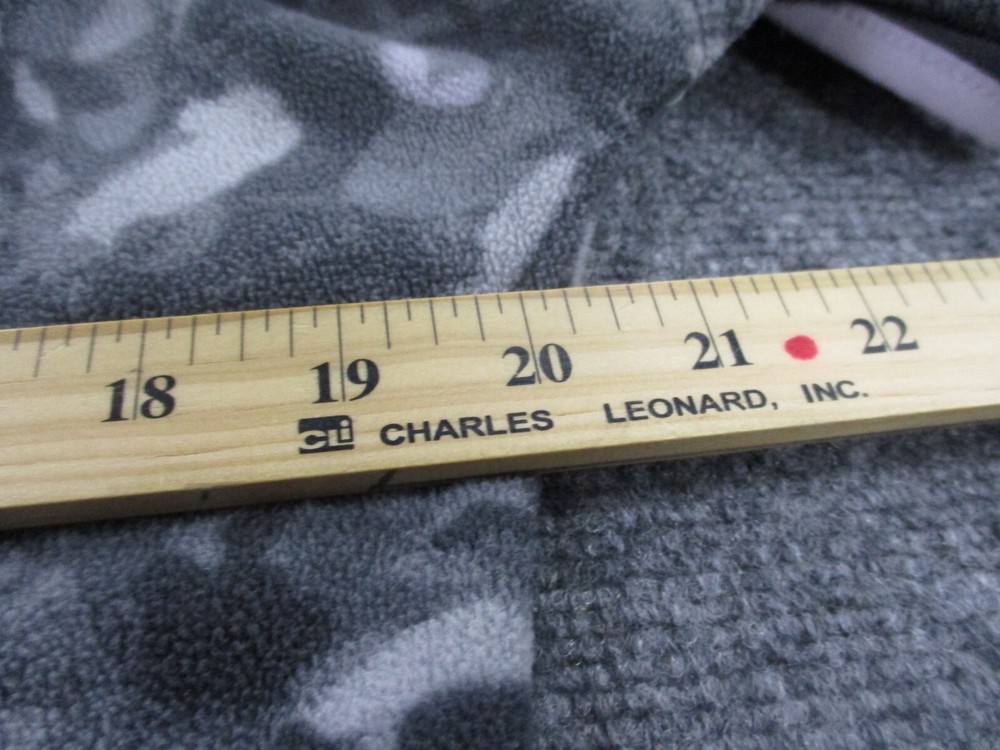 18 19 20 21 22
cli CHARLES LEONARD, INC.